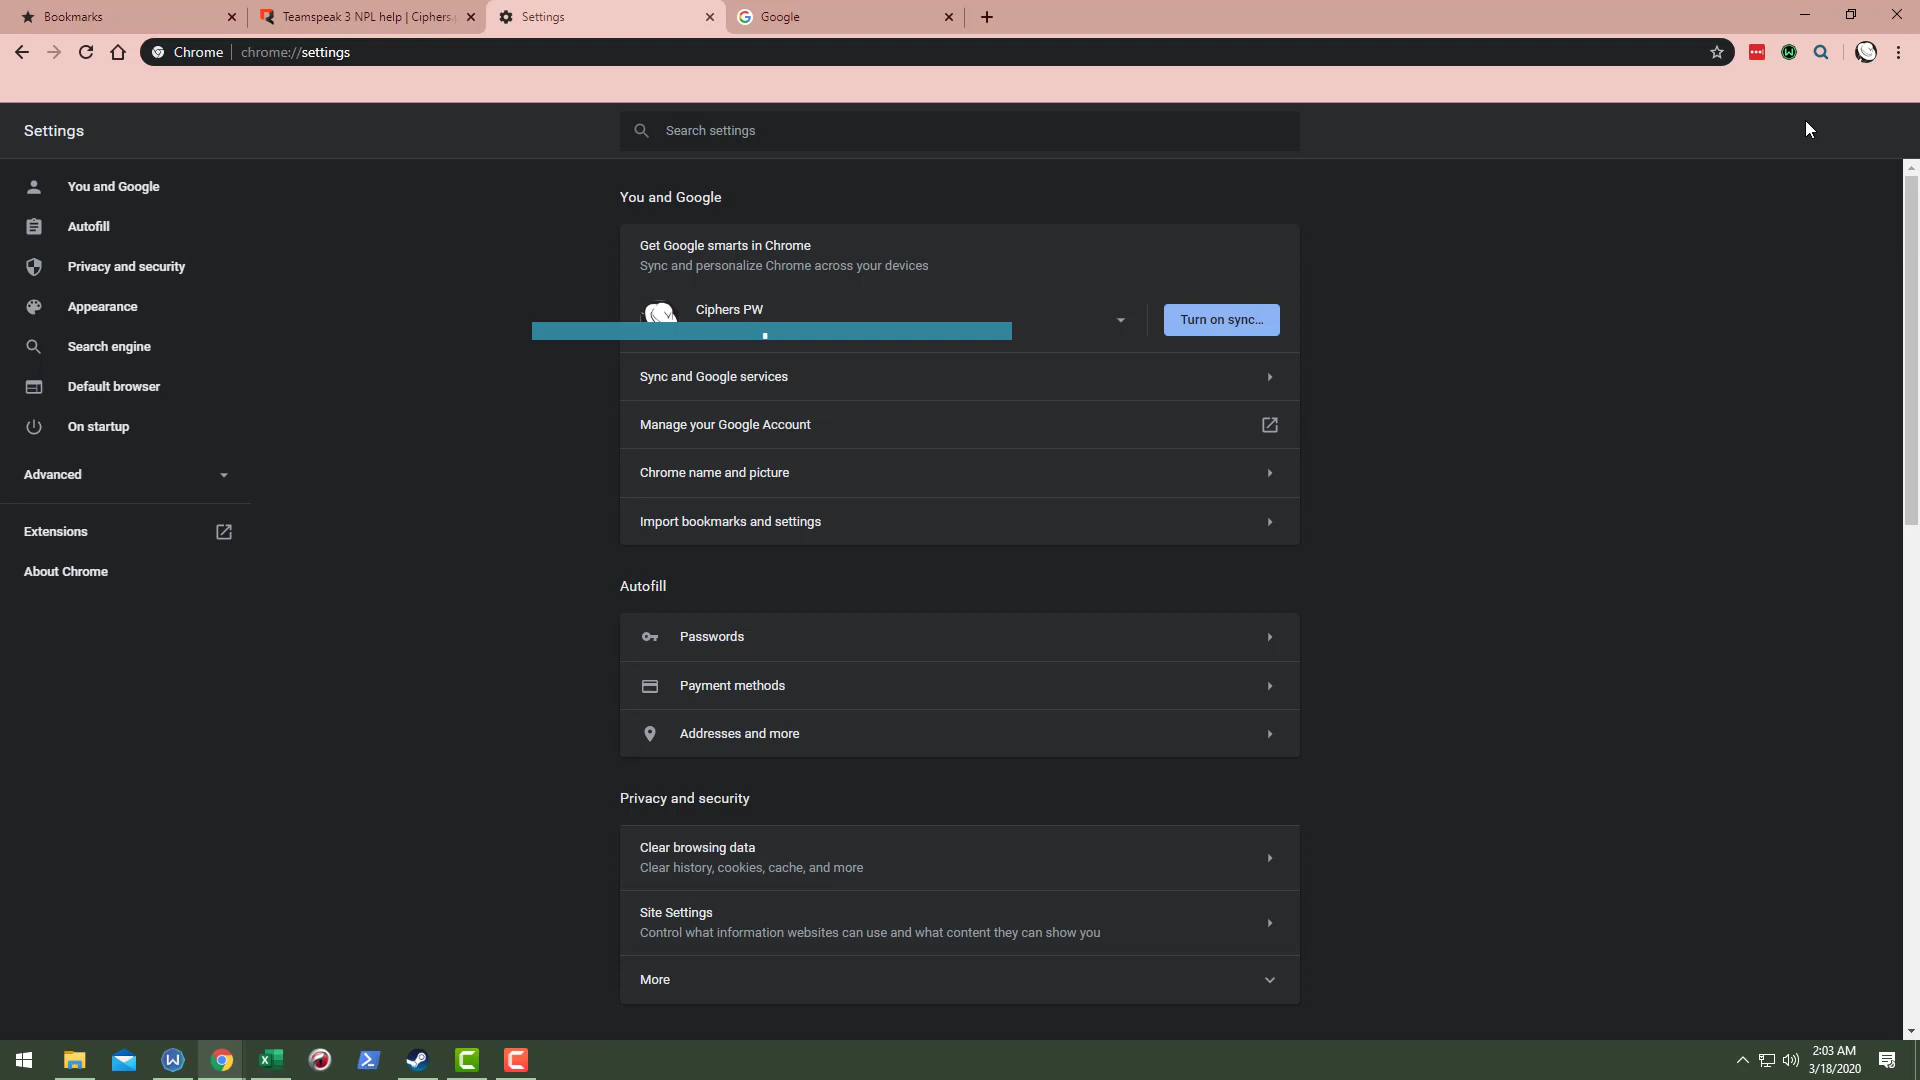 Bookmarks
Teamspeak 3 NPL help | Ciphers.
Settings
Google
Chrome
chrome://settings
Settings
Search settings
You and Google
Autofill
Privacy and security
Appearance
Search engine
Default browser
On startup
Advanced
Extensions
About Chrome
You and Google
Get Google smarts in Chrome
Sync and personalize Chrome across your devices
Ciphers PW
Turn on sync...
Sync and Google services
Manage your Google Account
Chrome name and picture
Import bookmarks and settings
Autofill
Passwords
Payment methods
Addresses and more
Privacy and security
Clear browsing data
Clear history, cookies, cache, and more
Site Settings
Control what information websites can use and what content they can show you
More
2:03 AM
3/18/2020